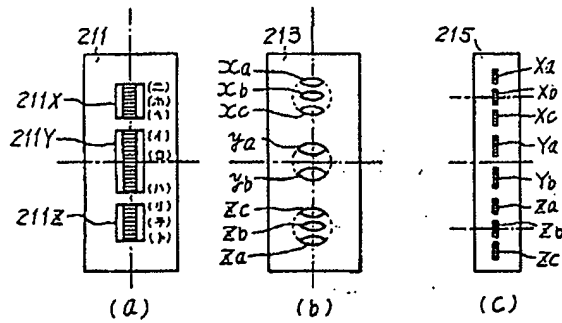 211
211X
(ニ)
(ホ)
(ヘ)
211Y
(イ)
(ロ)
(ハ)
211Z
(リ)
(チ)
(ト)
(a)
213
xa
xb
xc
ya
yb
Zc
Zb
Za
(b)
215
Xa
Xb
Xc
Ya
Yb
Za
Zb
Zc
(c)